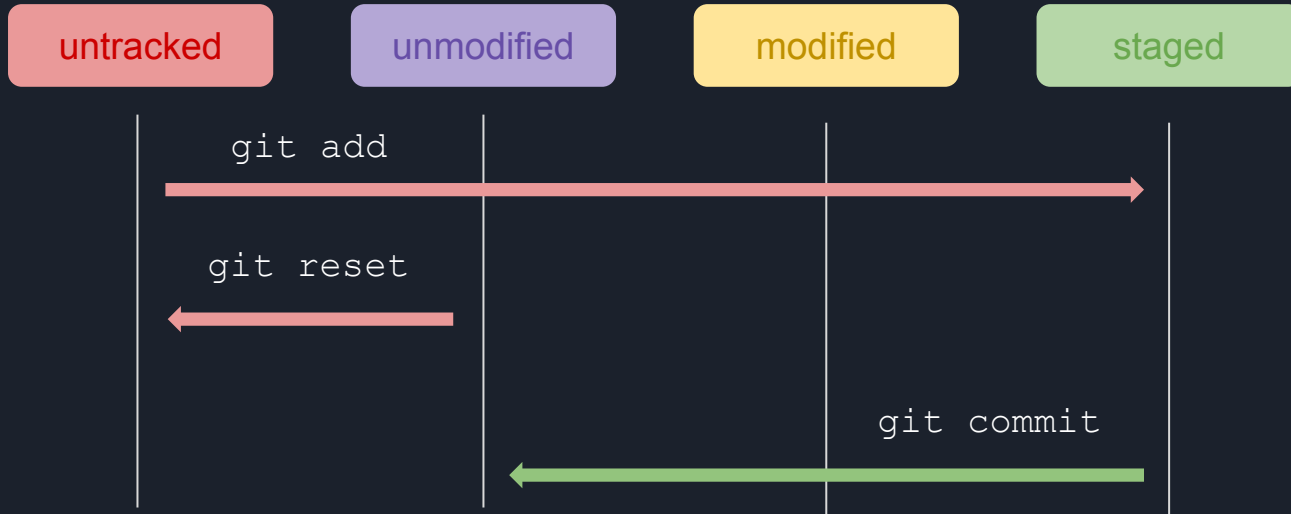 untracked
unmodified
modified
staged
git add
git reset
git commit